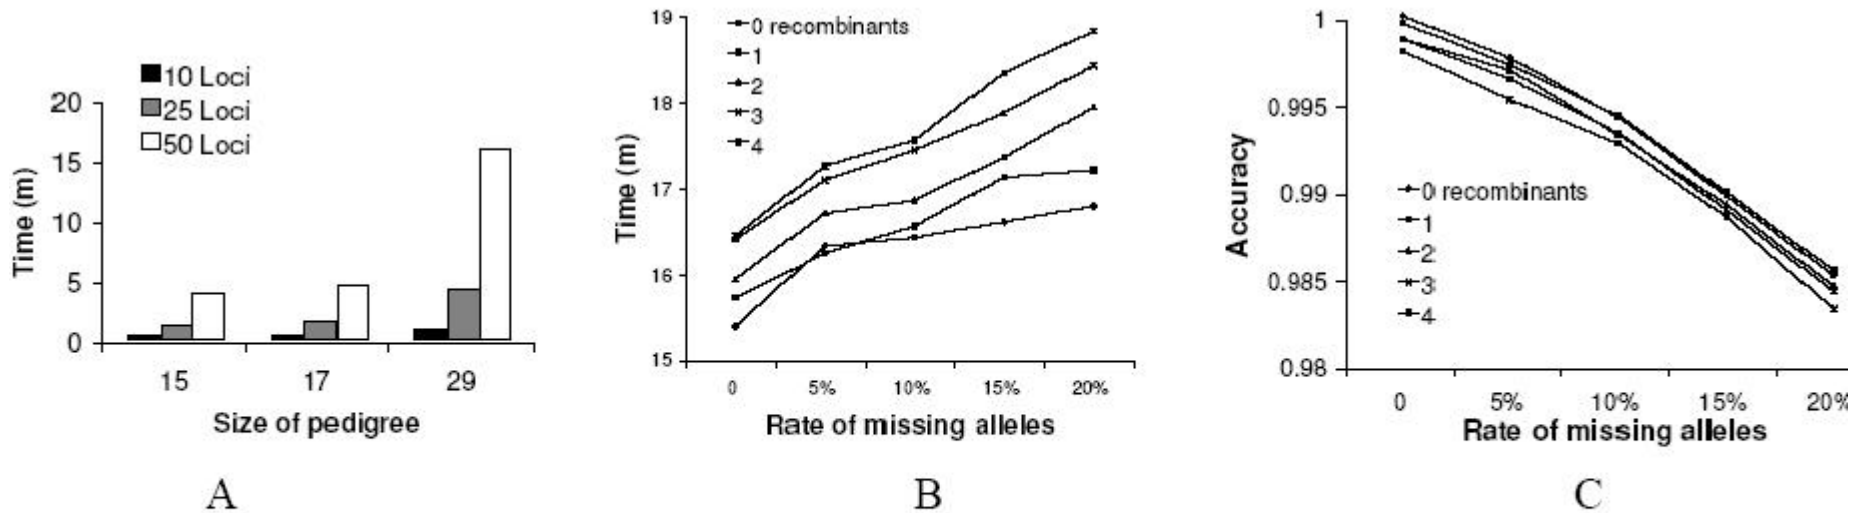 10 Loci
25 Loci
50 Loci
20
15
10
5
0
Time (m)
15 17 29
Size of pedigree
A
19
18
17
16
15
Time (m)
0 recombinants
1
2
3
4
0 5% 10% 15% 20%
Rate of missing alleles
B
1
0.995
0.99
0.985
0.98
Accuracy
0 recombinants
1
2
3
4
0 5% 10% 15% 20%
Rate of missing alleles
C